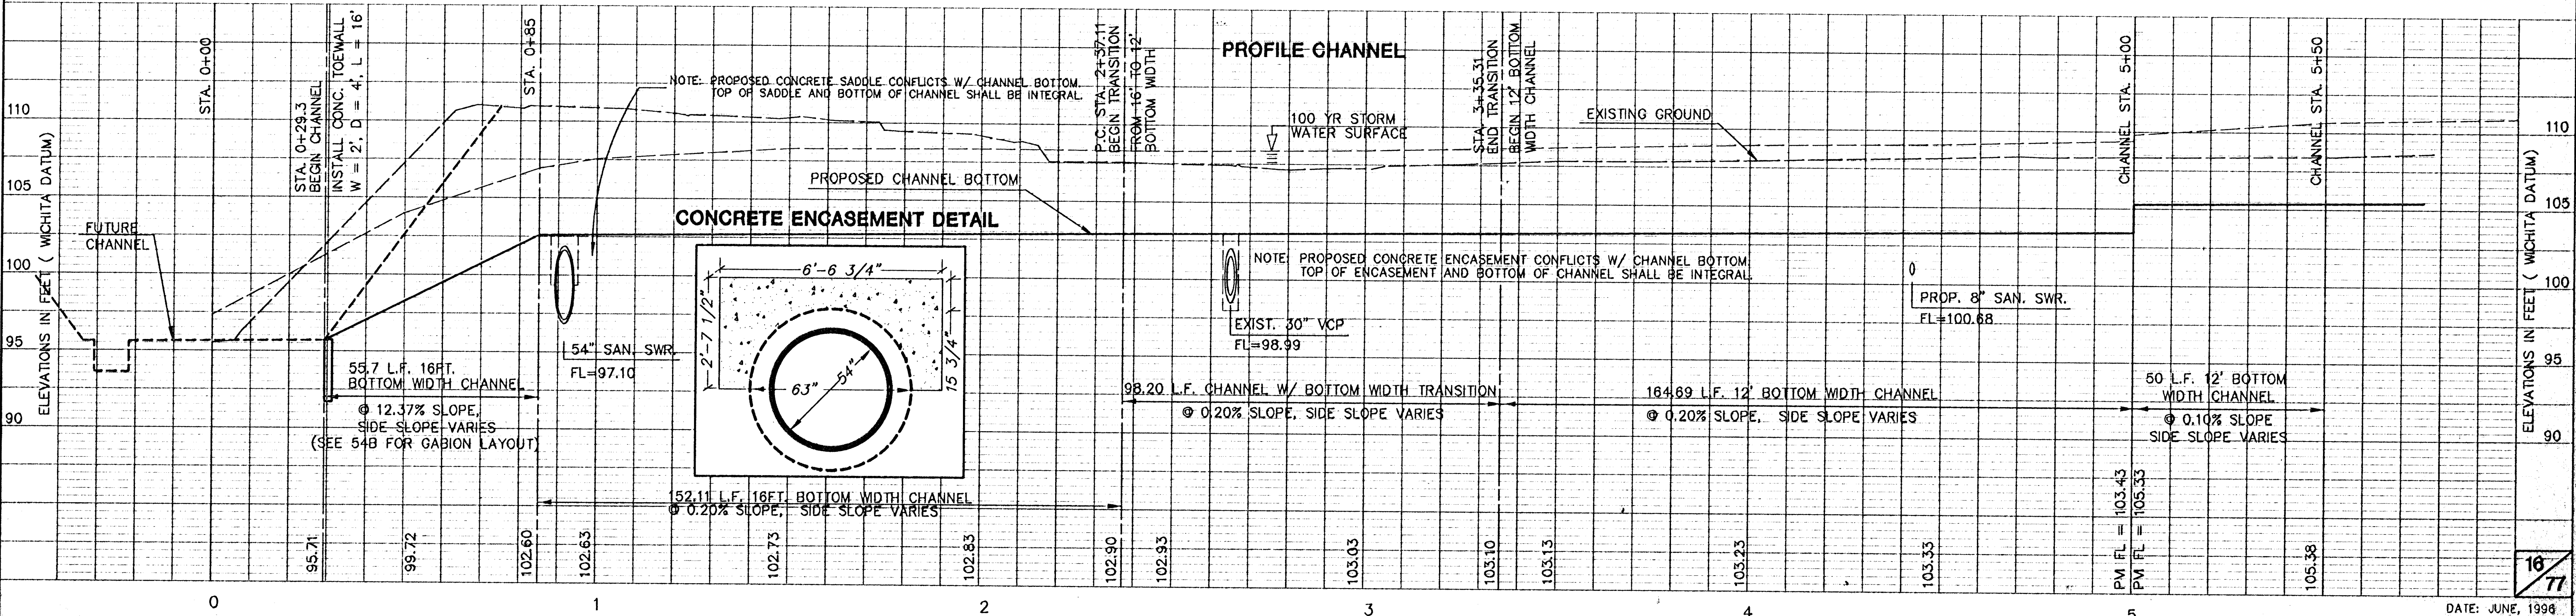 PROFILE CHANNEL
STA. 0+00
STA. 0+29.3
BEGIN CHANNEL
INSTALL CONC. TOEWALL
W = 2', D = 4', L = 16'
STA. 0+85
NOTE: PROPOSED CONCRETE SADDLE CONFLICTS W/ CHANNEL BOTTOM.
TOP OF SADDLE AND BOTTOM OF CHANNEL SHALL BE INTEGRAL.
P.C. STA. 2+37.11
BEGIN TRANSITION
FROM 16' TO 12'
BOTTOM WIDTH
100 YR STORM
WATER SURFACE
STA. 3+35.31
END TRANSITION
BEGIN 12' BOTTOM
WIDTH CHANNEL
EXISTING GROUND
CHANNEL STA. 5+00
CHANNEL STA. 5+50
ELEVATIONS IN FEET ( WICHITA DATUM)
110
105
100
95
90
FUTURE
CHANNEL
PROPOSED CHANNEL BOTTOM
CONCRETE ENCASEMENT DETAIL
6'-6 3/4"
2'-7 1/2"
15 3/4"
63"
54"
54" SAN. SWR.
FL=97.10
NOTE: PROPOSED CONCRETE ENCASEMENT CONFLICTS W/ CHANNEL BOTTOM.
TOP OF ENCASEMENT AND BOTTOM OF CHANNEL SHALL BE INTEGRAL.
EXIST. 30" VCP
FL=98.99
PROP. 8" SAN. SWR.
FL=100.68
55.7 L.F. 16FT.
BOTTOM WIDTH CHANNEL
@ 12.37% SLOPE,
SIDE SLOPE VARIES
(SEE 54B FOR GABION LAYOUT)
152.11 L.F. 16FT. BOTTOM WIDTH CHANNEL
@ 0.20% SLOPE, SIDE SLOPE VARIES
98.20 L.F. CHANNEL W/ BOTTOM WIDTH TRANSITION
@ 0.20% SLOPE, SIDE SLOPE VARIES
164.69 L.F. 12' BOTTOM WIDTH CHANNEL
@ 0.20% SLOPE, SIDE SLOPE VARIES
50 L.F. 12' BOTTOM
WIDTH CHANNEL
@ 0.10% SLOPE
SIDE SLOPE VARIES
110
105
100
95
90
ELEVATIONS IN FEET ( WICHITA DATUM)
95.71
99.72
102.60
102.63
102.73
102.83
102.90
102.93
103.03
103.10
103.13
103.23
103.33
PVI FL = 103.43
PVI FL = 105.33
105.38
0
1
2
3
4
5
16
77
DATE: JUNE, 1996